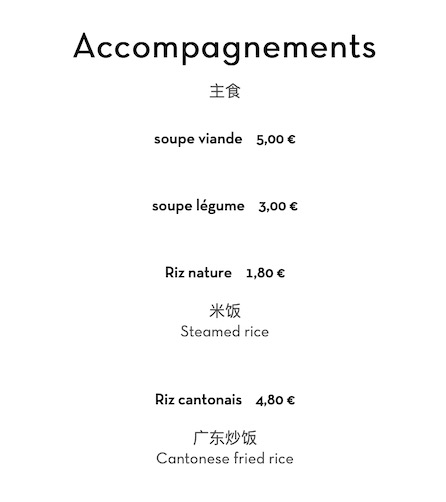 Accompagnements
主食
soupe viande 5,00 €
soupe légume 3,00 €
Riz nature 1,80 €
米饭
Steamed rice
Riz cantonais 4,80 €
广东炒饭
Cantonese fried rice